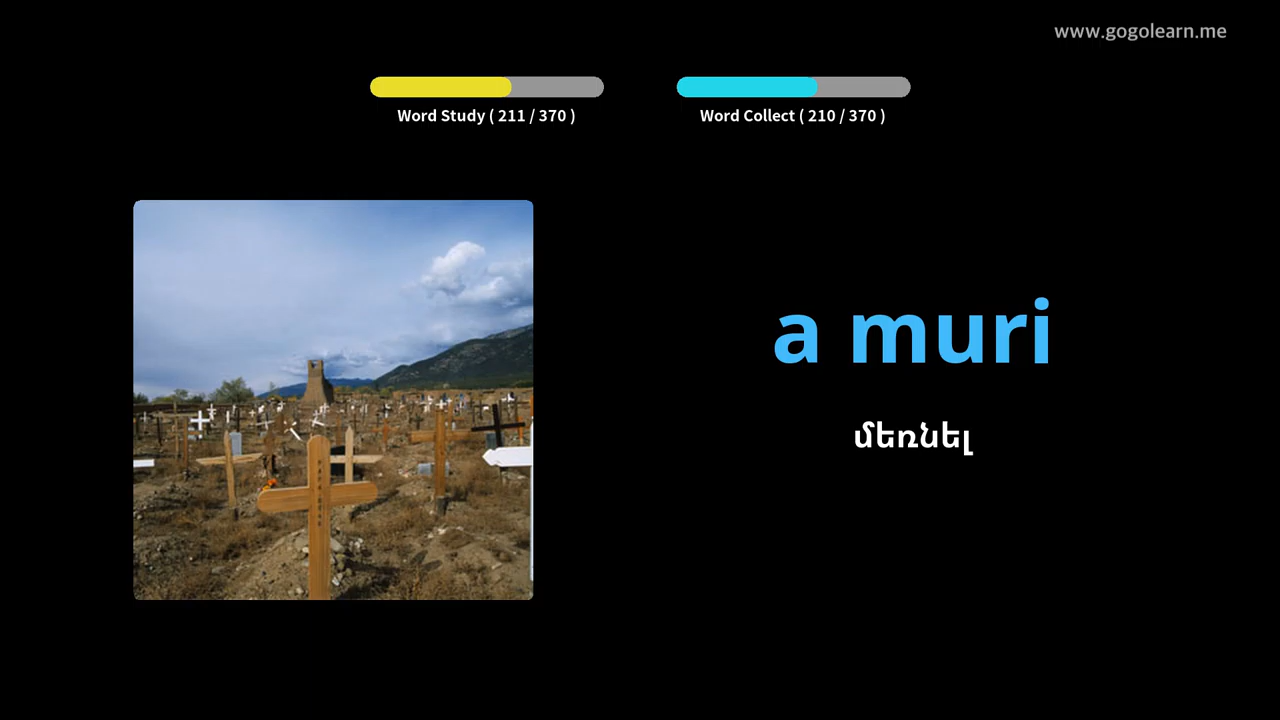 www.gogolearn.me
Word Study ( 211 / 370 )
Word Collect ( 210 / 370 )
a muri
մեռնել